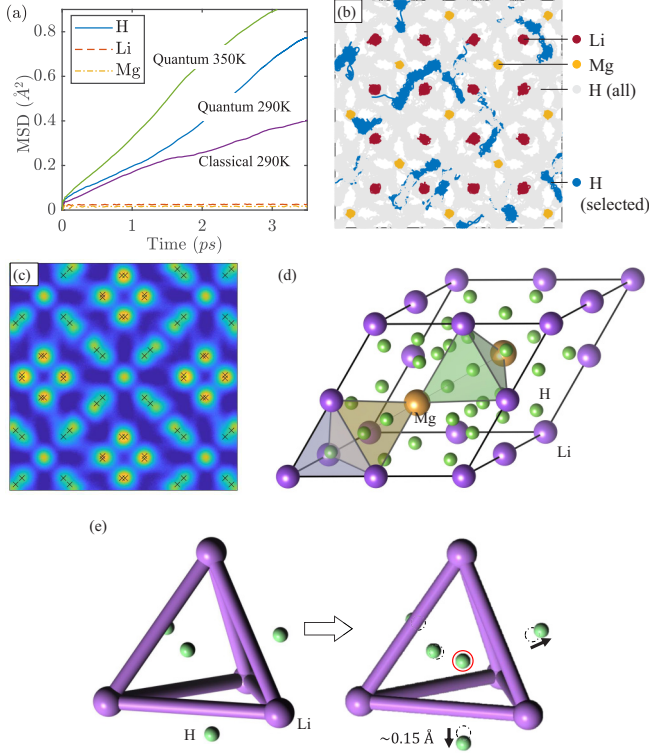 (a)
MSD (Å²)
0.8
0.6
0.4
0.2
0
H
Li
Mg
Quantum 350K
Quantum 290K
Classical 290K
0
1
2
3
Time (ps)
(b)
Li
Mg
H (all)
H
(selected)
(c)
(d)
Mg
H
Li
(e)
H
Li
~0.15 Å